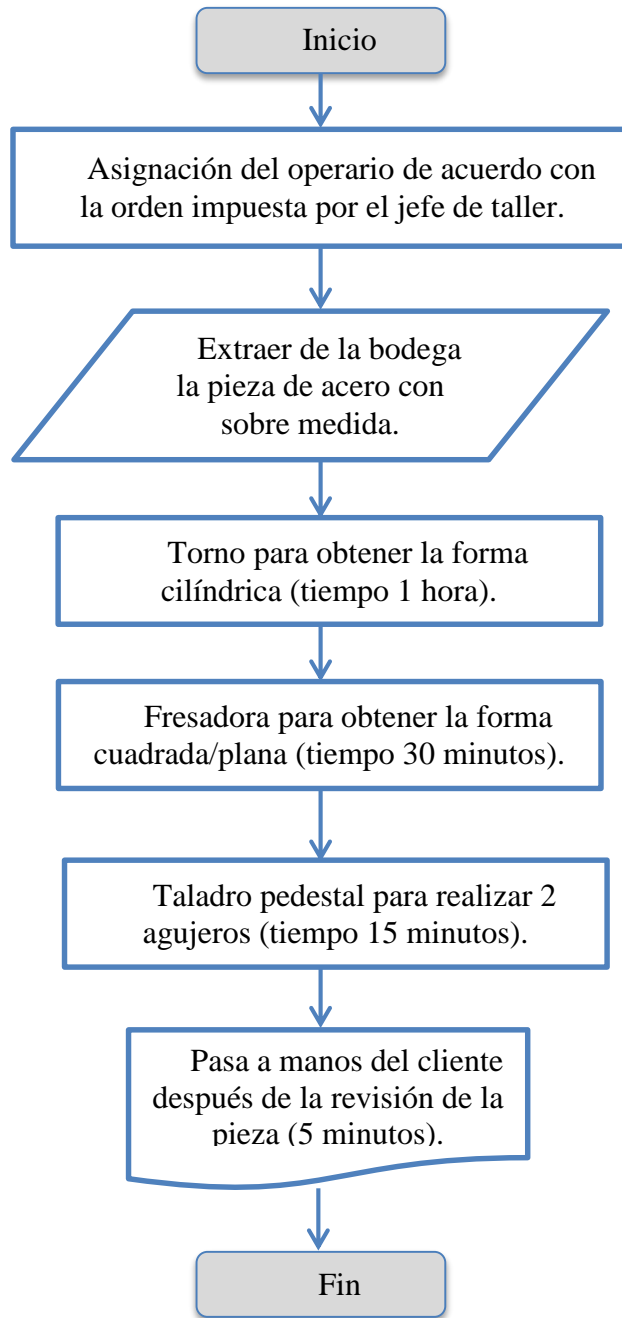 Inicio
Asignación del operario de acuerdo con
la orden impuesta por el jefe de taller.
Extraer de la bodega
la pieza de acero con
sobre medida.
Torno para obtener la forma
cilíndrica (tiempo 1 hora).
Fresadora para obtener la forma
cuadrada/plana (tiempo 30 minutos).
Taladro pedestal para realizar 2
agujeros (tiempo 15 minutos).
Pasa a manos del cliente
después de la revisión de la
pieza (5 minutos).
Fin